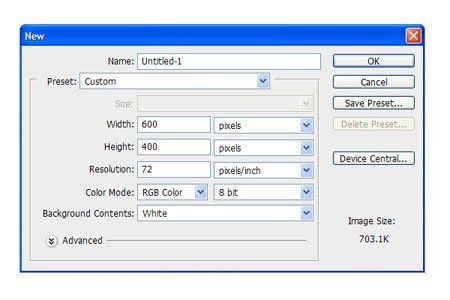 New
Name: Untitled-1
OK
Preset: Custom
Cancel
Size:
Save Preset...
Width: 600 pixels
Delete Preset...
Height: 400 pixels
Resolution: 72 pixels/inch
Device Central...
Color Mode: RGB Color 8 bit
Background Contents: White
Image Size:
Advanced
703.1K